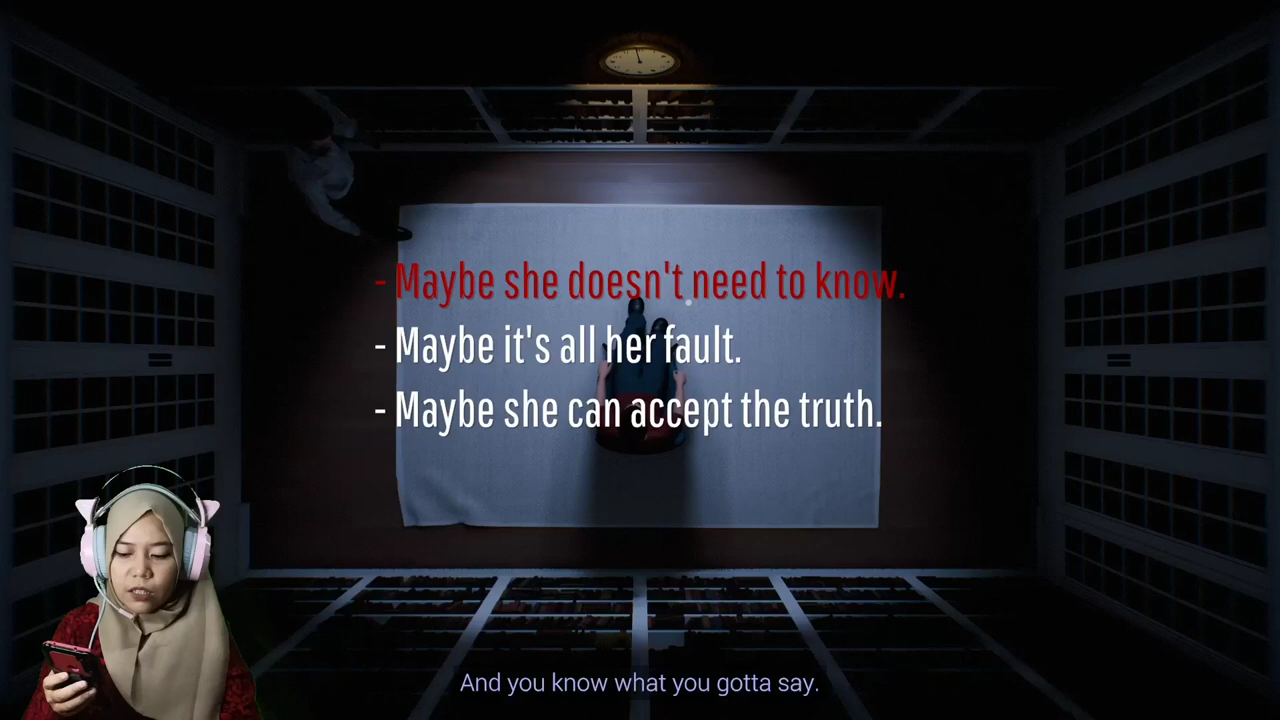 - Maybe she doesn't need to know.
- Maybe it's all her fault.
- Maybe she can accept the truth.
And you know what you gotta say.